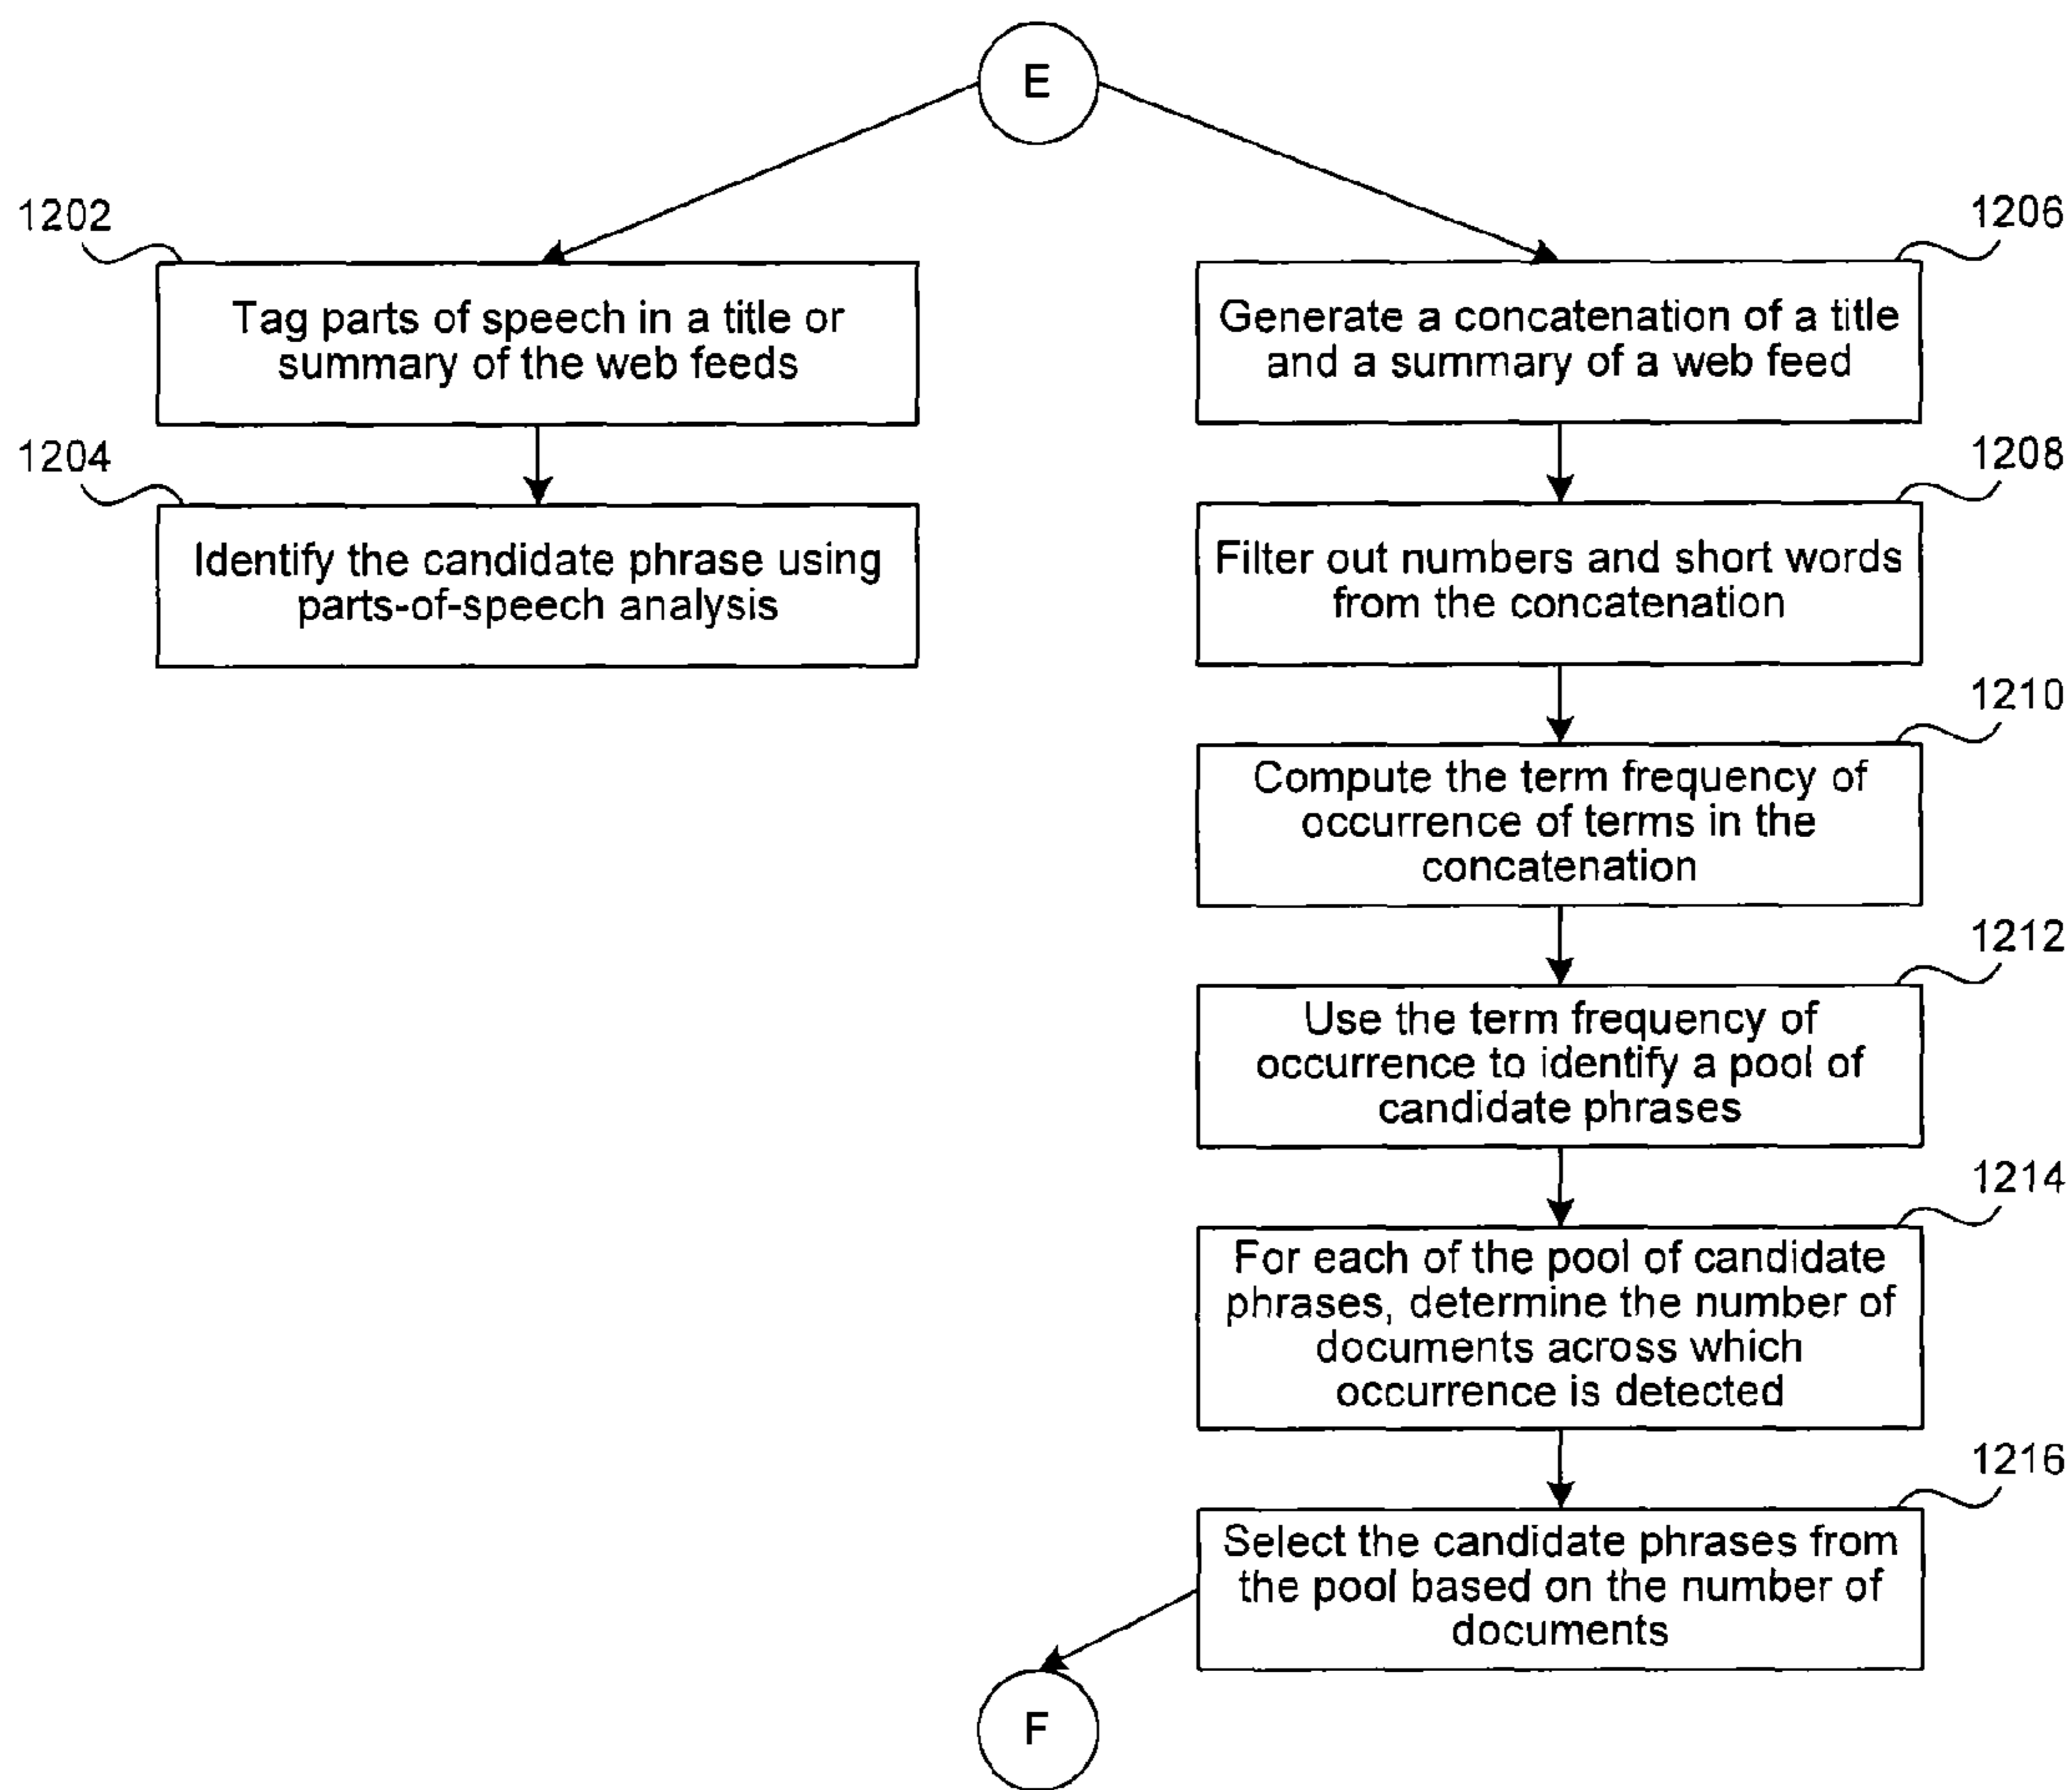 E
1202
Tag parts of speech in a title or
summary of the web feeds
1204
Identify the candidate phrase using
parts-of-speech analysis
1206
Generate a concatenation of a title
and a summary of a web feed
1208
Filter out numbers and short words
from the concatenation
1210
Compute the term frequency of
occurrence of terms in the
concatenation
1212
Use the term frequency of
occurrence to identify a pool of
candidate phrases
1214
For each of the pool of candidate
phrases, determine the number of
documents across which
occurrence is detected
1216
Select the candidate phrases from
the pool based on the number of
documents
F